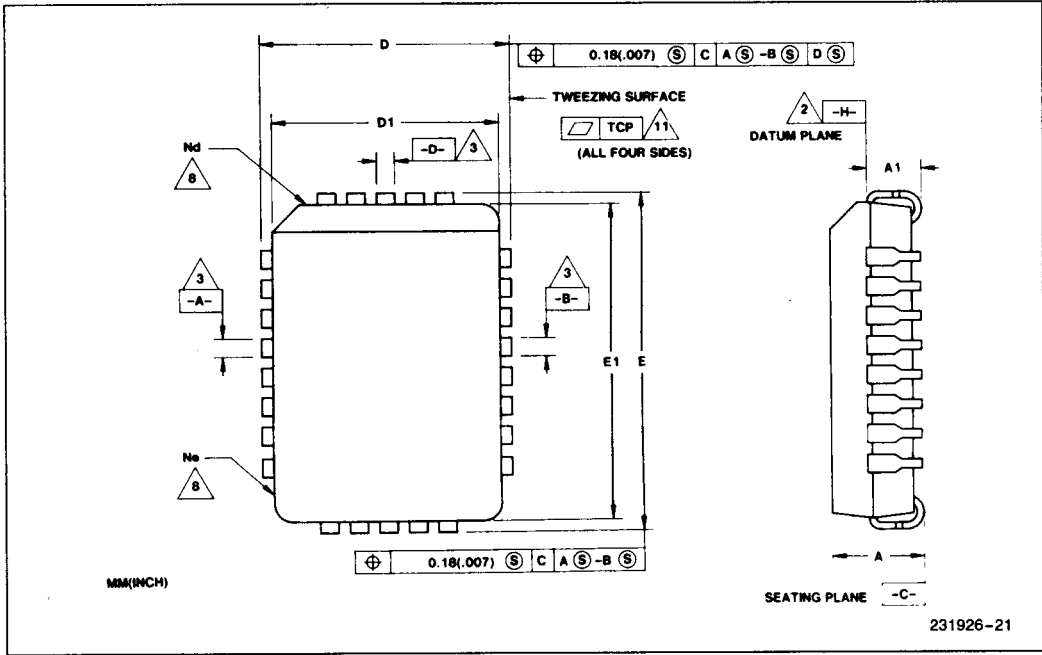 D
⌖ 0.18(.007) Ⓢ C A Ⓢ -B Ⓢ D Ⓢ
TWEEZING SURFACE
▱ TCP 11
(ALL FOUR SIDES)
2 -H-
DATUM PLANE
D1
-D- 3
A1
Nd
8
3
-A-
3
-B-
E1
E
Ne
8
⌖ 0.18(.007) Ⓢ C A Ⓢ -B Ⓢ
A
MM(INCH)
SEATING PLANE -C-
231926-21